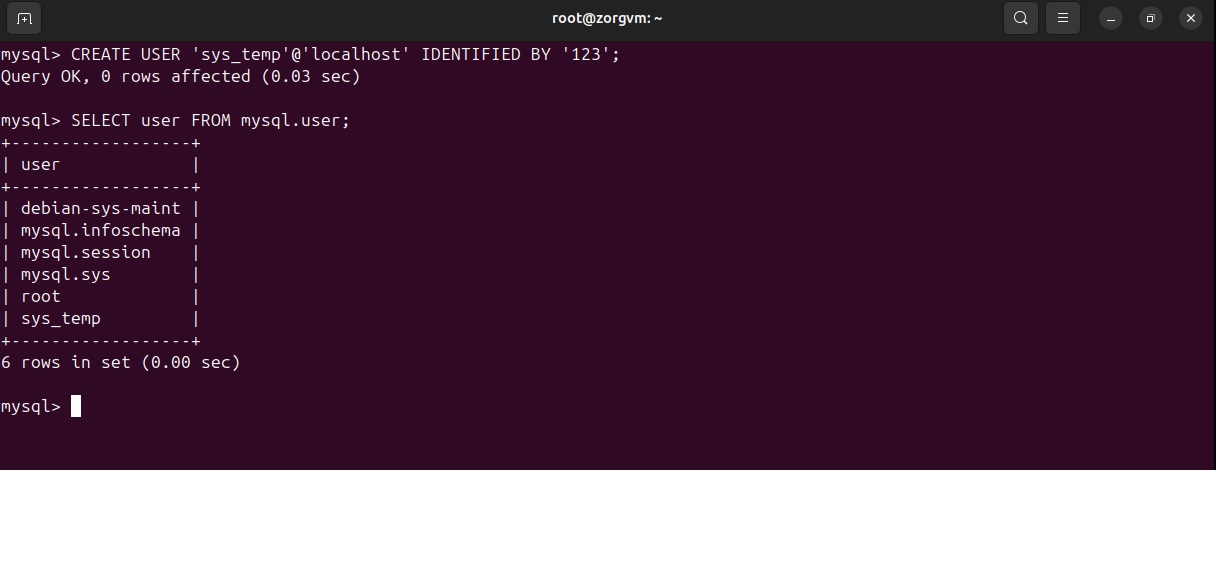 root@zorgvm: ~
mysql> CREATE USER 'sys_temp'@'localhost' IDENTIFIED BY '123';
Query OK, 0 rows affected (0.03 sec)
mysql> SELECT user FROM mysql.user;
+------------------+
| user             |
+------------------+
| debian-sys-maint |
| mysql.infoschema |
| mysql.session    |
| mysql.sys        |
| root             |
| sys_temp         |
+------------------+
6 rows in set (0.00 sec)
mysql>